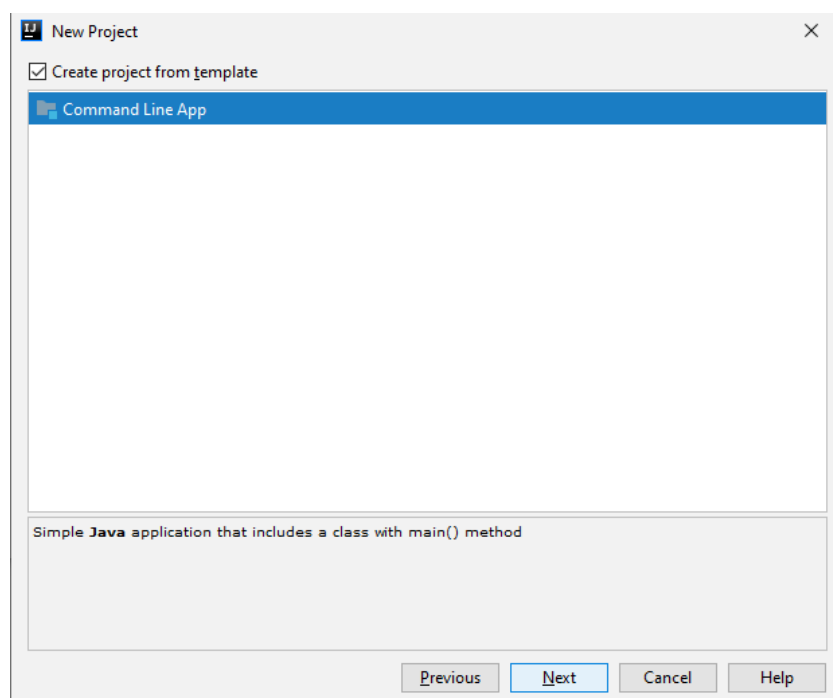 IJ New Project
Create project from template
Command Line App
Simple Java application that includes a class with main() method
Previous Next Cancel Help